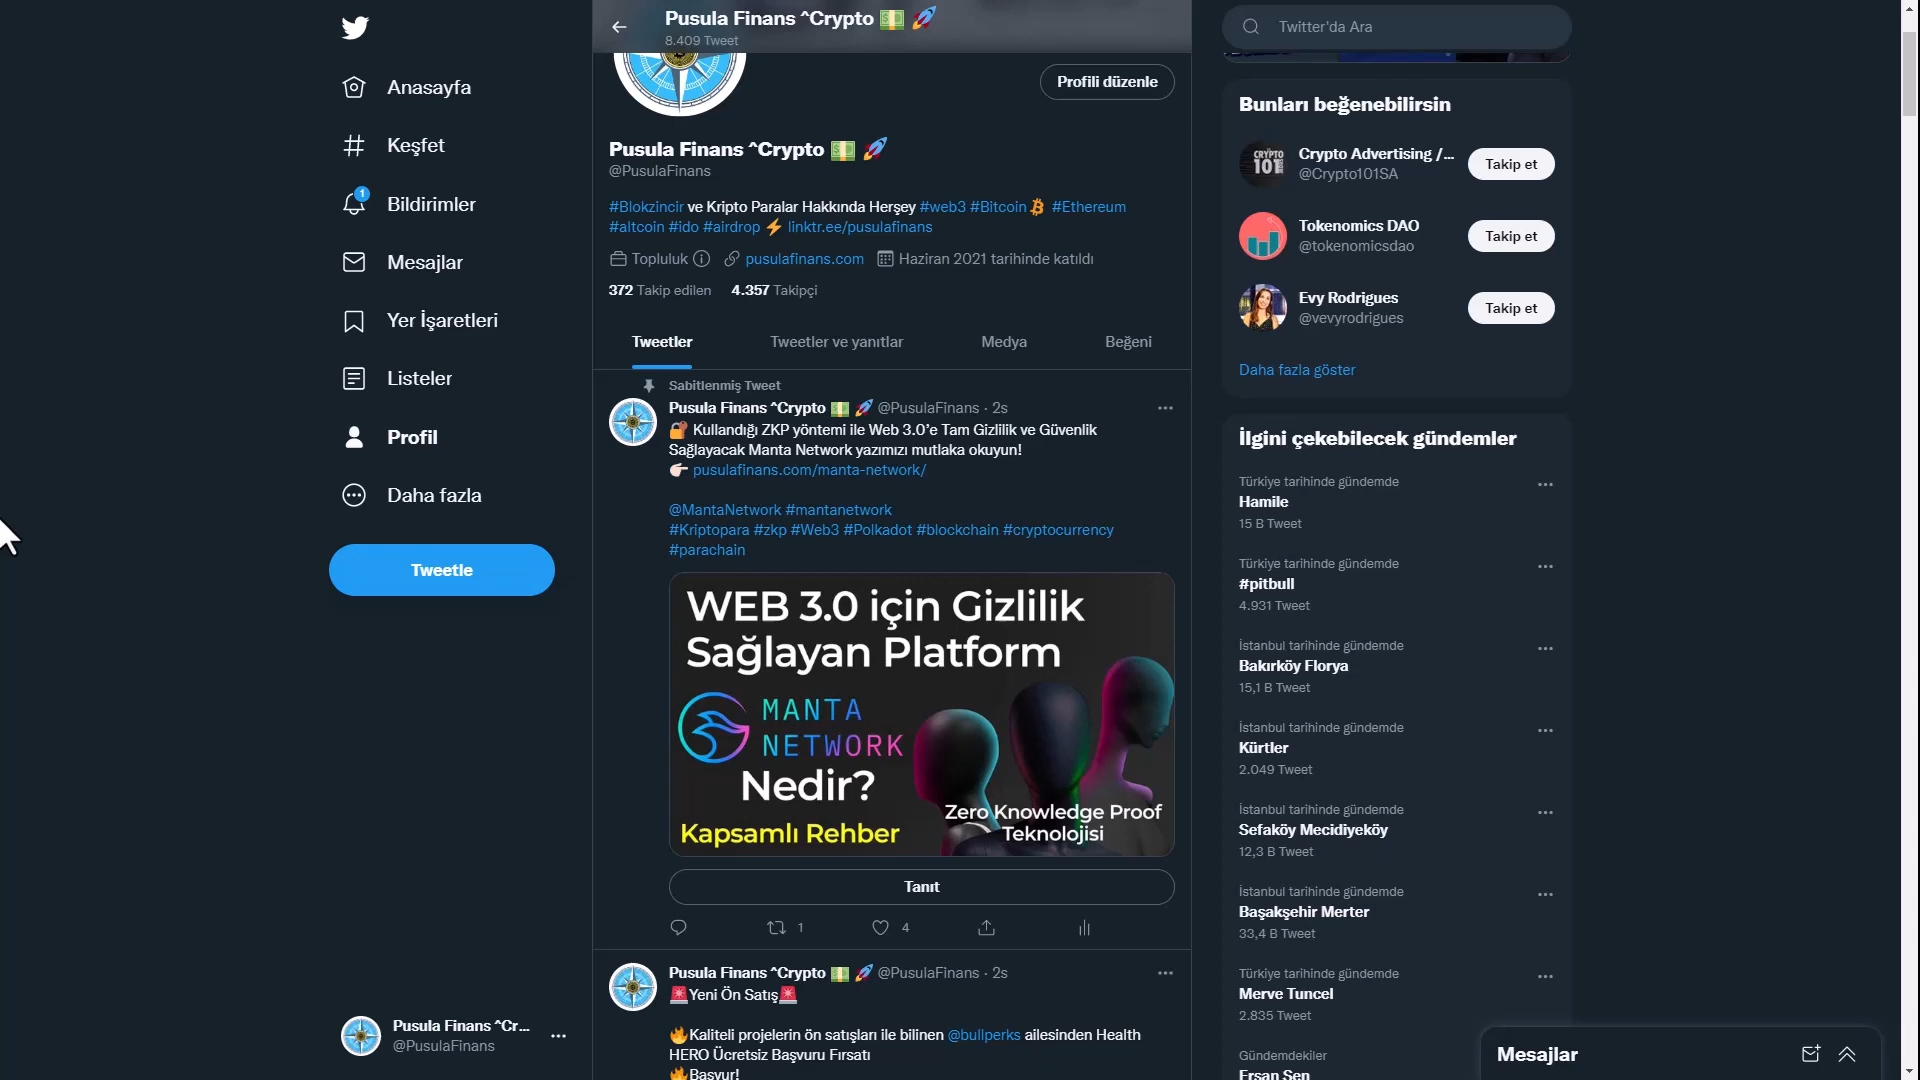 Anasayfa
Keşfet
1
Bildirimler
Mesajlar
Yer İşaretleri
Listeler
Profil
Daha fazla
Tweetle
Pusula Finans ^Cr...
@PusulaFinans
Pusula Finans ^Crypto 💵 🚀
8.409 Tweet
Profili düzenle
Pusula Finans ^Crypto 💵 🚀
@PusulaFinans
#Blokzincir ve Kripto Paralar Hakkında Herşey #web3 #Bitcoin #Ethereum
#altcoin #ido #airdrop ⚡ linktr.ee/pusulafinans
Topluluk pusulafinans.com Haziran 2021 tarihinde katıldı
372 Takip edilen 4.357 Takipçi
Tweetler Tweetler ve yanıtlar Medya Beğeni
Sabitlenmiş Tweet
Pusula Finans ^Crypto 💵 🚀 @PusulaFinans · 2s
🔐 Kullandığı ZKP yöntemi ile Web 3.0’e Tam Gizlilik ve Güvenlik
Sağlayacak Manta Network yazımızı mutlaka okuyun!
👉🏻 pusulafinans.com/manta-network/
@MantaNetwork #mantanetwork
#Kriptopara #zkp #Web3 #Polkadot #blockchain #cryptocurrency
#parachain
WEB 3.0 için Gizlilik
Sağlayan Platform
MANTA
NETWORK
Nedir?
Kapsamlı Rehber
Zero Knowledge Proof
Teknolojisi
Tanıt
1 4
Pusula Finans ^Crypto 💵 🚀 @PusulaFinans · 2s
🚨Yeni Ön Satış🚨
🔥Kaliteli projelerin ön satışları ile bilinen @bullperks ailesinden Health
HERO Ücretsiz Başvuru Fırsatı
🔥Başvur!
Twitter'da Ara
Bunları beğenebilirsin
CRYPTO
101
Crypto Advertising /...
@Crypto101SA
Takip et
Tokenomics DAO
@tokenomicsdao
Takip et
Evy Rodrigues
@vevyrodrigues
Takip et
Daha fazla göster
İlgini çekebilecek gündemler
Türkiye tarihinde gündemde
Hamile
15 B Tweet
Türkiye tarihinde gündemde
#pitbull
4.931 Tweet
İstanbul tarihinde gündemde
Bakırköy Florya
15,1 B Tweet
İstanbul tarihinde gündemde
Kürtler
2.049 Tweet
İstanbul tarihinde gündemde
Sefaköy Mecidiyeköy
12,3 B Tweet
İstanbul tarihinde gündemde
Başakşehir Merter
33,4 B Tweet
Türkiye tarihinde gündemde
Merve Tuncel
2.835 Tweet
Gündemdekiler
Ersan Şen
Mesajlar